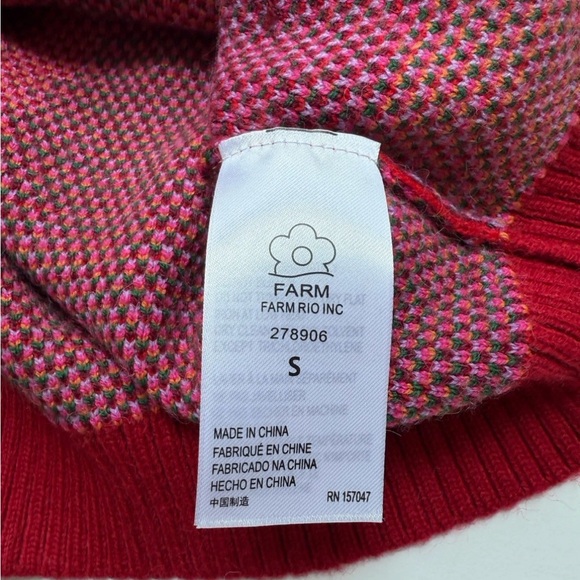 FARM
FARM RIO INC
278906
S
MADE IN CHINA
FABRIQUÉ EN CHINE
FABRICADO NA CHINA
HECHO EN CHINA
中国制造
RN 157047